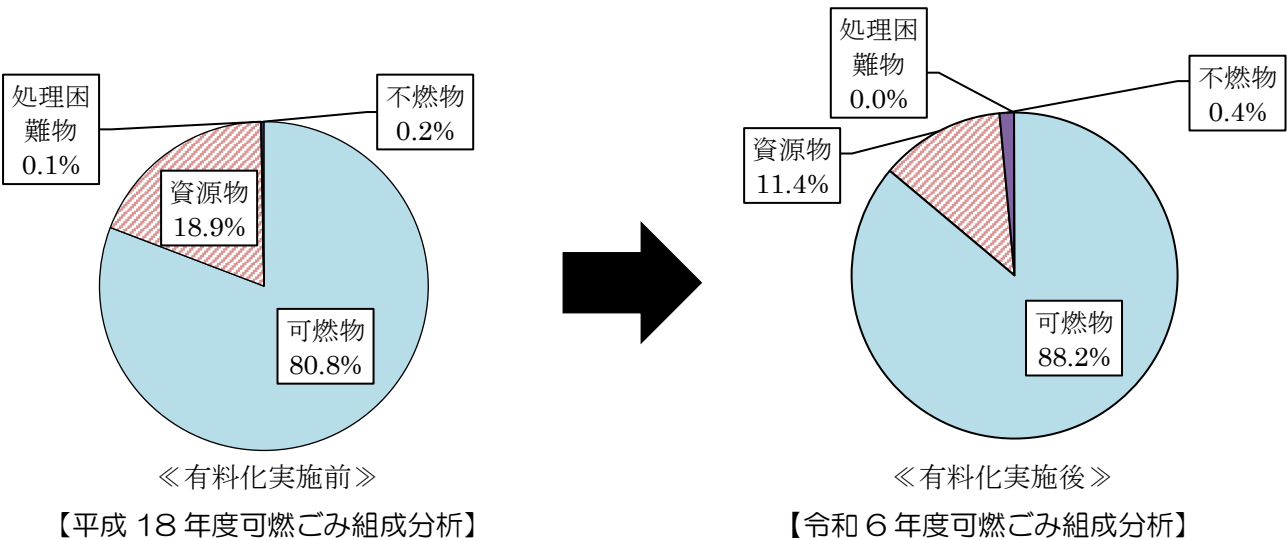 処理困
難物
0.1%
不燃物
0.2%
資源物
18.9%
可燃物
80.8%
≪有料化実施前≫
【平成 18 年度可燃ごみ組成分析】
処理困
難物
0.0%
不燃物
0.4%
資源物
11.4%
可燃物
88.2%
≪有料化実施後≫
【令和 6 年度可燃ごみ組成分析】